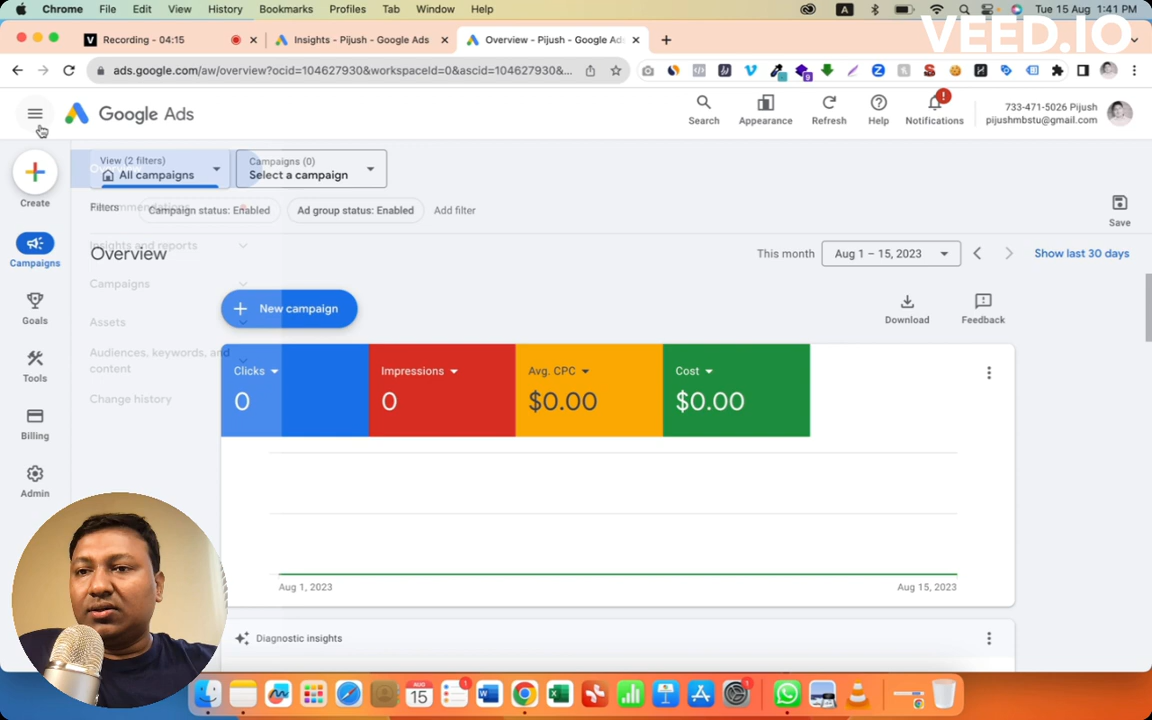 Chrome File Edit View History Bookmarks Profiles Tab Window Help A Tue 15 Aug 1:41 PM
VEED.IO
Recording - 04:15 Insights - Pijush - Google Ads Overview - Pijush - Google Ads
ads.google.com/aw/overview?ocid=104627930&workspaceId=0&ascid=104627930&...
Google Ads
Search Appearance Refresh Help Notifications
733-471-5026 Pijush
pijushmbstu@gmail.com
Create
Campaigns
Goals
Tools
Billing
Admin
View (2 filters)
All campaigns
Campaigns (0)
Select a campaign
Filters Campaign status: Enabled Ad group status: Enabled Add filter
Save
Insights and reports
Campaigns
Assets
Audiences, keywords, and
content
Change history
Overview
This month Aug 1 – 15, 2023 Show last 30 days
New campaign
Download Feedback
Clicks Impressions Avg. CPC Cost
0 0 $0.00 $0.00
Aug 1, 2023 Aug 15, 2023
Diagnostic insights
AUG
15
1